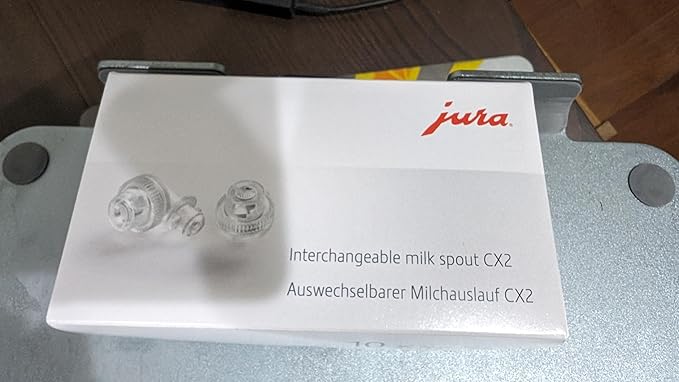 jura
Interchangeable milk spout CX2
Auswechselbarer Milchauslauf CX2